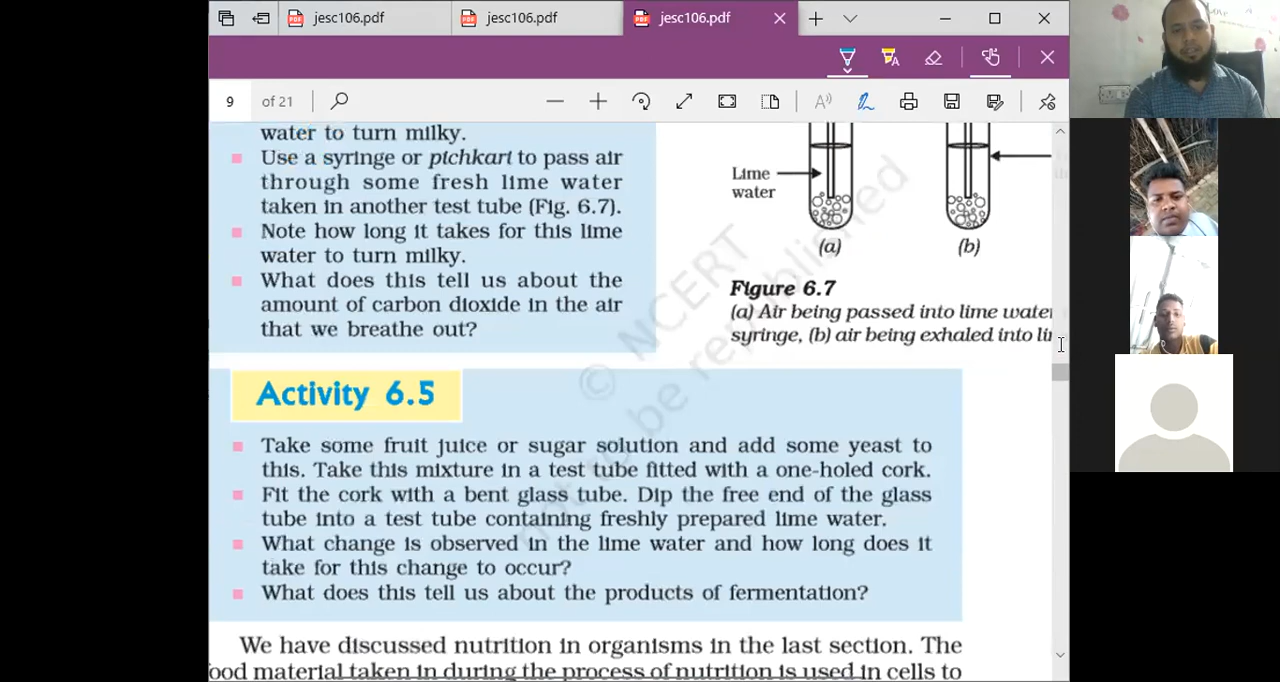 jesc106.pdf
jesc106.pdf
jesc106.pdf
9 of 21
water to turn milky.
Use a syringe or pichkari to pass air
through some fresh lime water
taken in another test tube (Fig. 6.7).
Note how long it takes for this lime
water to turn milky.
What does this tell us about the
amount of carbon dioxide in the air
that we breathe out?
Lime
water
(a)
(b)
Figure 6.7
(a) Air being passed into lime water
syringe, (b) air being exhaled into li
Activity 6.5
Take some fruit juice or sugar solution and add some yeast to
this. Take this mixture in a test tube fitted with a one-holed cork.
Fit the cork with a bent glass tube. Dip the free end of the glass
tube into a test tube containing freshly prepared lime water.
What change is observed in the lime water and how long does it
take for this change to occur?
What does this tell us about the products of fermentation?
We have discussed nutrition in organisms in the last section. The
food material taken in during the process of nutrition is used in cells to
© NCERT
not to be republished